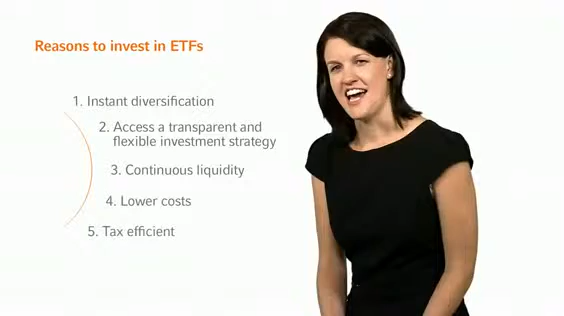 Reasons to invest in ETFs
1. Instant diversification
2. Access a transparent and
flexible investment strategy
3. Continuous liquidity
4. Lower costs
5. Tax efficient